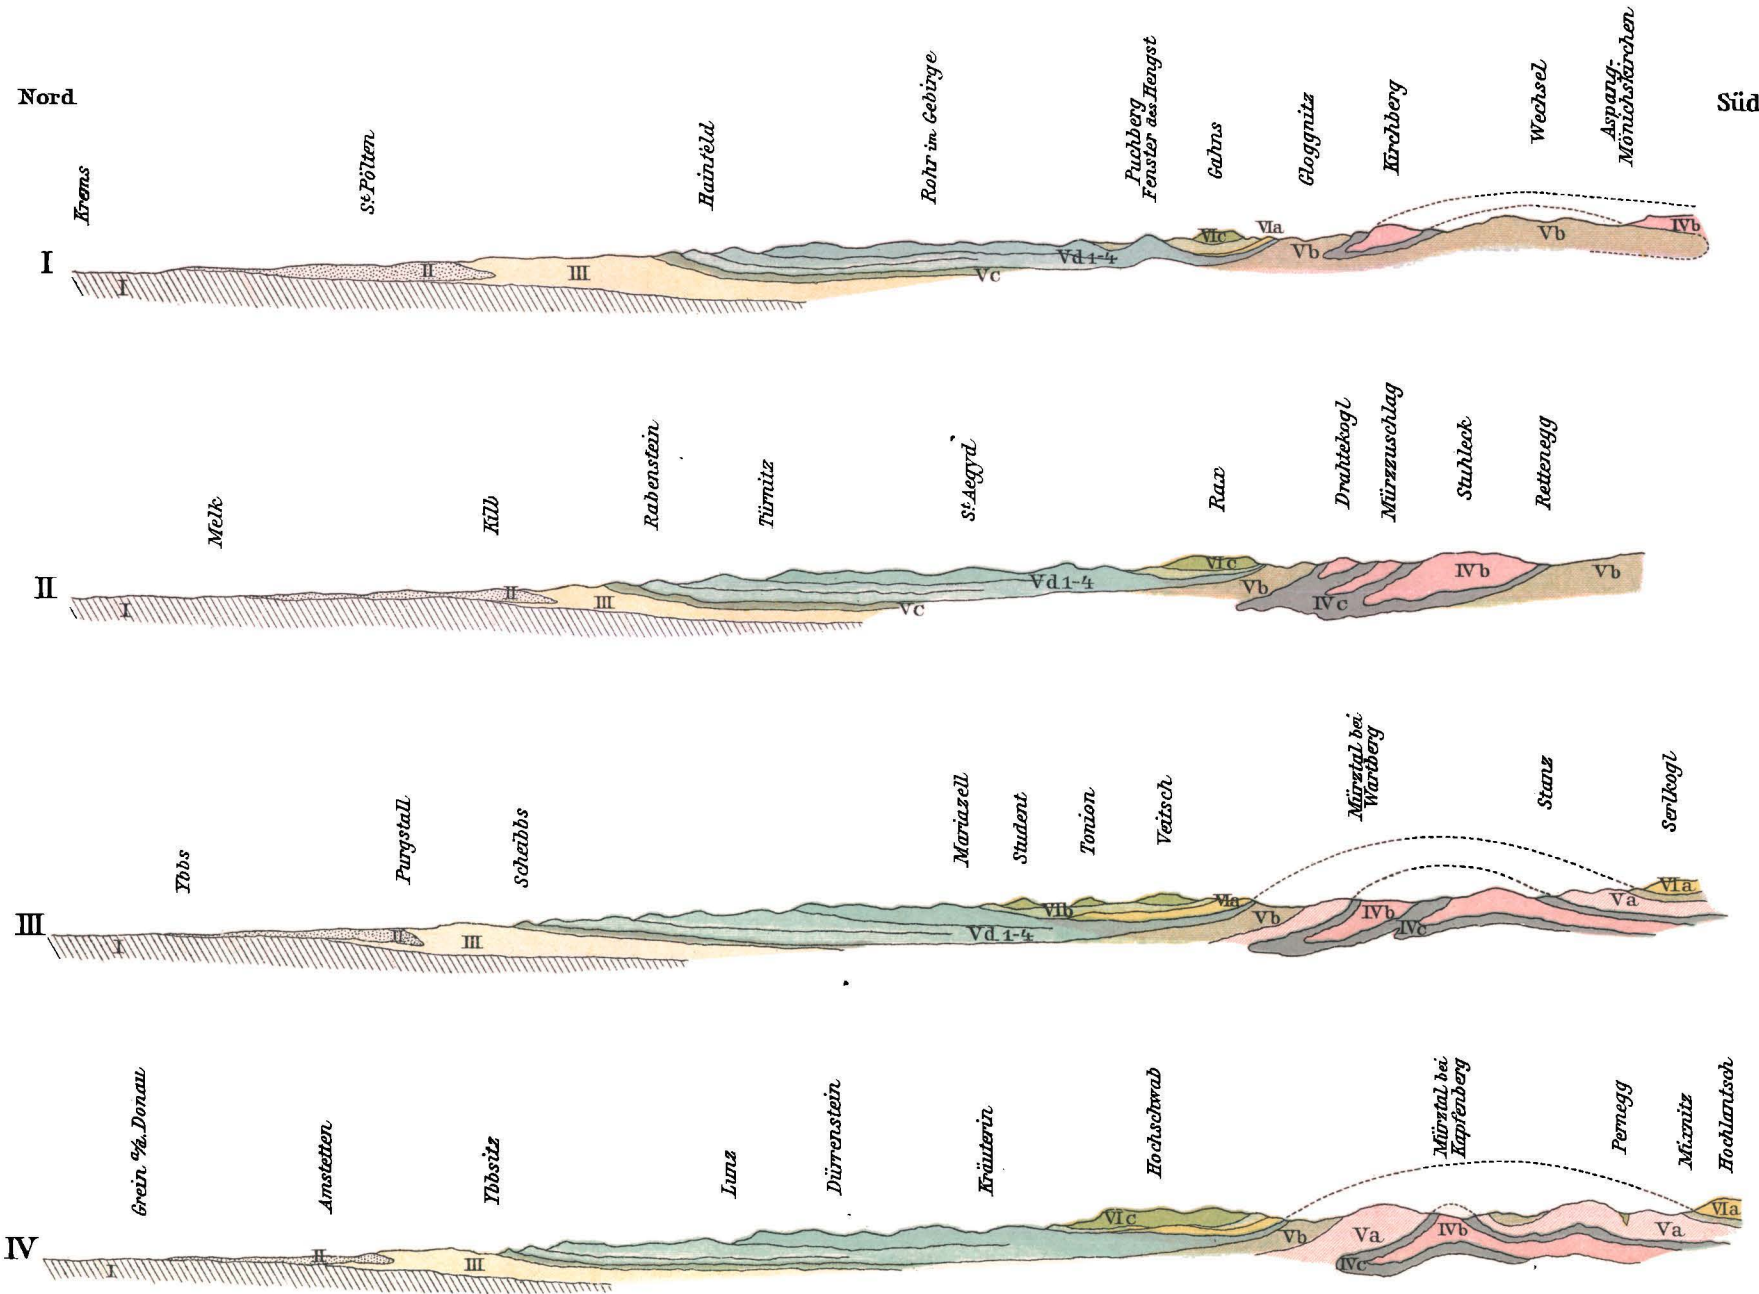 Nord
Süd
Krems
St. Pölten
Hainfeld
Rohr im Gebirge
Puchberg
Fenster des Hengst
Gahns
Gloggnitz
Kirchberg
Wechsel
Aspang-
Mönichskirchen
I
I
II
III
Vc
Vd 1-4
VIc
VIa
Vb
Vb
IVb
Melk
Kilb
Rabenstein
Türnitz
St. Aegyd
Rax
Drahtekogl
Mürzzuschlag
Stuhleck
Rettenegg
II
I
II
III
Vc
Vd 1-4
VIc
Vb
IVc
IVb
Vb
Ybbs
Purgstall
Scheibbs
Mariazell
Student
Tonion
Veitsch
Mürztal bei
Wartberg
Stanz
Serlkogl
III
I
II
III
Vd 1-4
VIb
VIa
Vb
IVb
IVc
Va
VIa
Grein a/d. Donau
Amstetten
Ybbsitz
Lunz
Dürrenstein
Kräuterin
Hochschwab
Mürztal bei
Kapfenberg
Pernegg
Mixnitz
Hochlantsch
IV
I
II
III
VIc
Vb
Va
IVc
IVb
Va
VIa